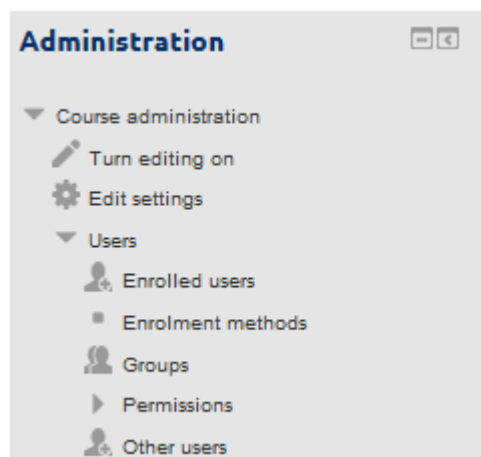 Administration
Course administration
Turn editing on
Edit settings
Users
Enrolled users
Enrolment methods
Groups
Permissions
Other users